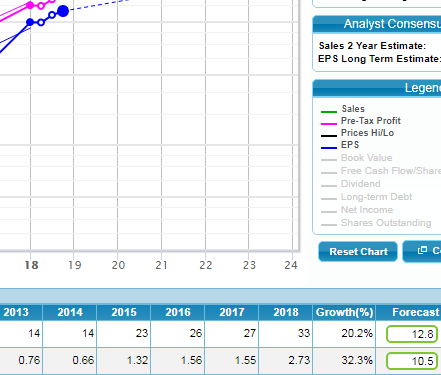 Analyst Consensu
Sales 2 Year Estimate:
EPS Long Term Estimate:
Legen
Sales
Pre-Tax Profit
Prices Hi/Lo
EPS
Book Value
Free Cash Flow/Share
Dividend
Long-term Debt
Net Income
Shares Outstanding
Reset Chart
18 19 20 21 22 23 24
2013 2014 2015 2016 2017 2018 Growth(%) Forecast
14 14 23 26 27 33 20.2% 12.8
0.76 0.66 1.32 1.56 1.55 2.73 32.3% 10.5